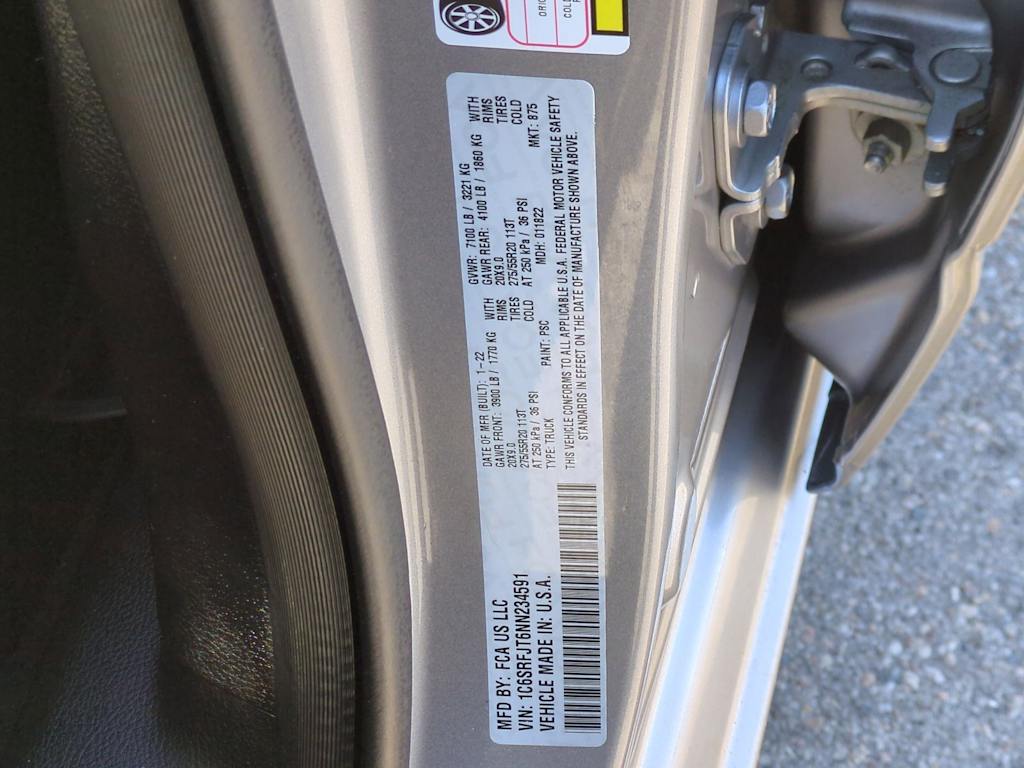 ORIG
COLD
MFD BY: FCA US LLC
VIN: 1C6SRFJT6NN234591
VEHICLE MADE IN: U.S.A.
DATE OF MFR (BUILT): 1-22
GVWR: 7100 LB / 3221 KG
GAWR FRONT: 3900 LB / 1770 KG WITH
GAWR REAR: 4100 LB / 1860 KG WITH
20X9.0 RIMS
20X9.0 RIMS
275/55R20 113T TIRES
275/55R20 113T TIRES
AT 250 kPa / 36 PSI COLD
AT 250 kPa / 36 PSI COLD
TYPE: TRUCK PAINT: PSC MDH: 011822 MKT: 875
THIS VEHICLE CONFORMS TO ALL APPLICABLE U.S.A. FEDERAL MOTOR VEHICLE SAFETY
STANDARDS IN EFFECT ON THE DATE OF MANUFACTURE SHOWN ABOVE.